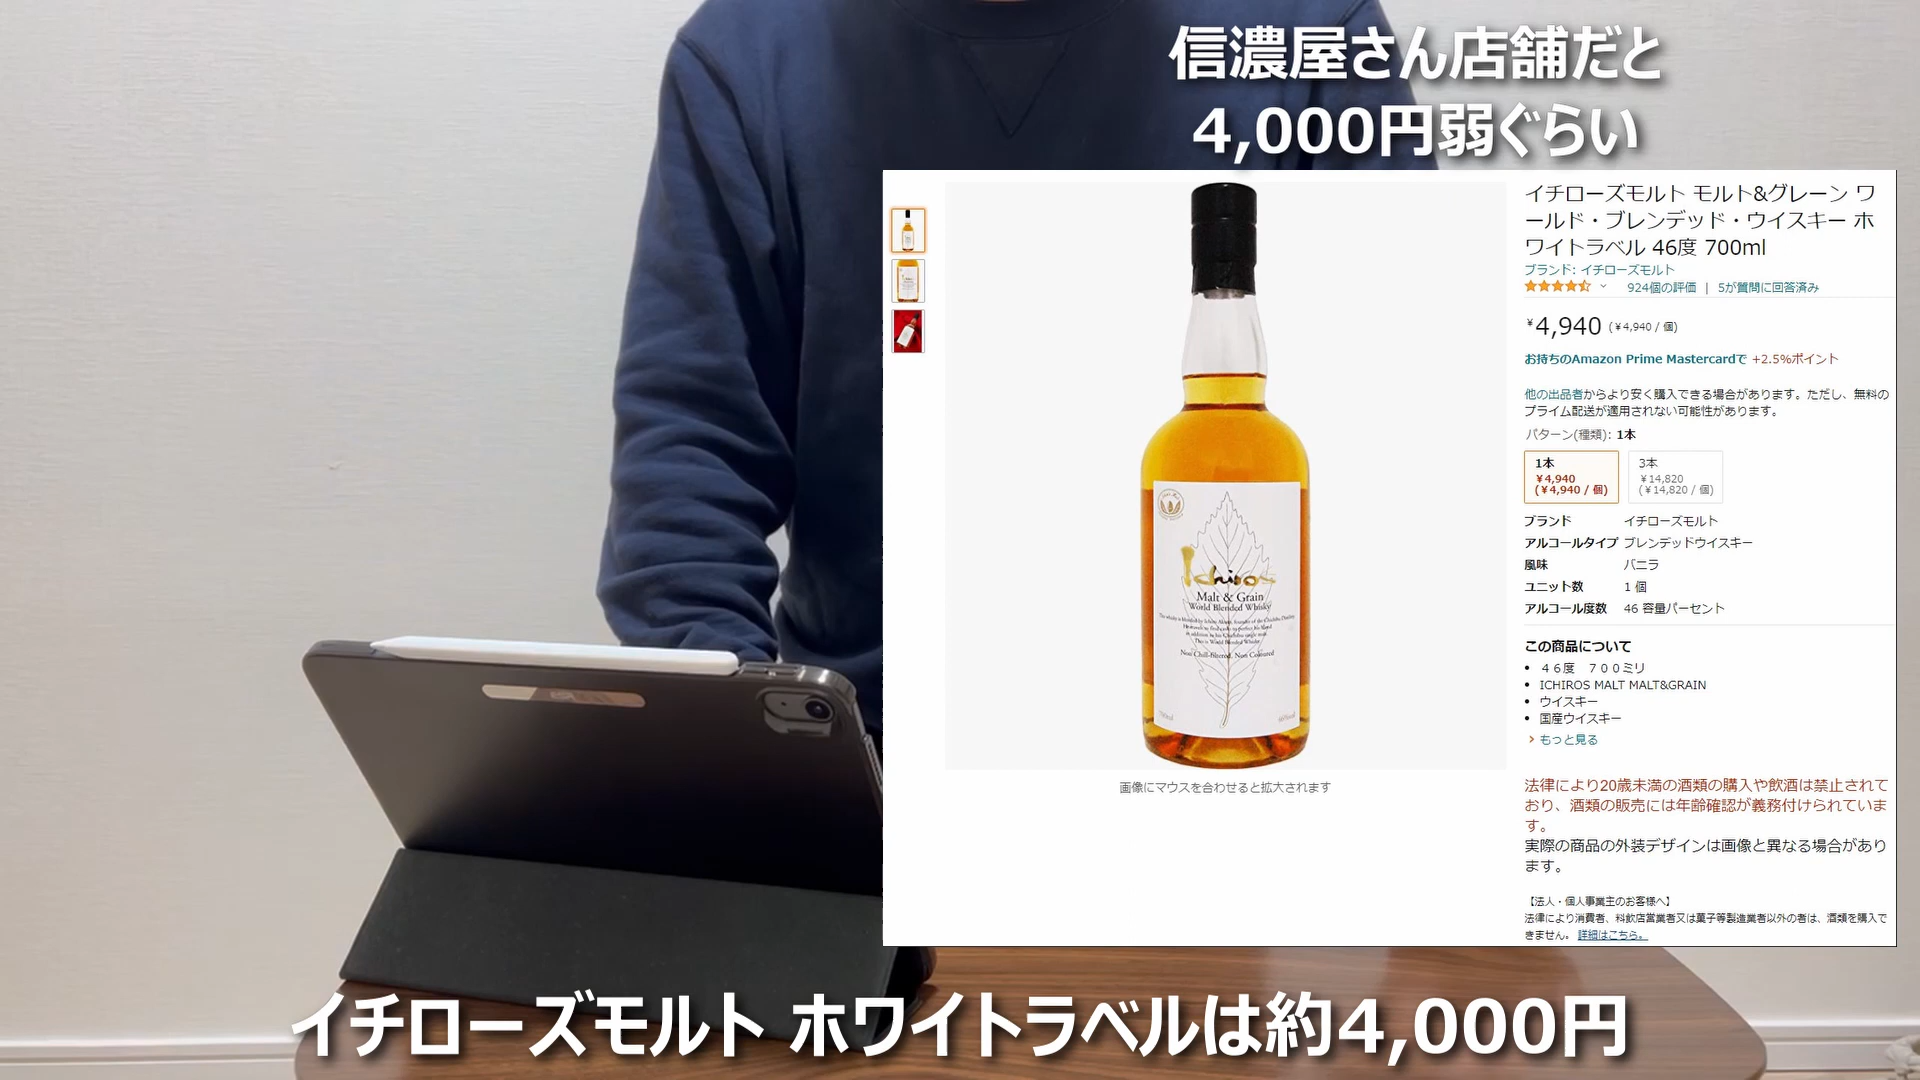 信濃屋さん店舗だと
4,000円弱ぐらい
イチローズモルト モルト&グレーン ワ
ールド・ブレンデッド・ウイスキー ホ
ワイトラベル 46度 700ml
ブランド: イチローズモルト
924個の評価 | 5が質問に回答済み
¥4,940 (¥4,940 / 個)
お持ちのAmazon Prime Mastercardで +2.5%ポイント
他の出品者からより安く購入できる場合があります。ただし、無料の
プライム配送が適用されない可能性があります。
パターン(種類): 1本
1本
¥4,940
(¥4,940 / 個)
3本
¥14,820
(¥14,820 / 個)
ブランド イチローズモルト
アルコールタイプ ブレンデッドウイスキー
風味 バニラ
ユニット数 1 個
アルコール度数 46 容量パーセント
この商品について
• 46度 700ミリ
• ICHIROS MALT MALT&GRAIN
• ウイスキー
• 国産ウイスキー
› もっと見る
法律により20歳未満の酒類の購入や飲酒は禁止されて
おり、酒類の販売には年齢確認が義務付けられていま
す。
実際の商品の外装デザインは画像と異なる場合があり
ます。
【法人・個人事業主のお客様へ】
法律により消費者、料飲店営業者又は菓子等製造業者以外の者は、酒類を購入で
きません。 詳細はこちら。
Ichiros
Malt & Grain
World Blended Whisky
Non Chill-filtered, Non Coloured
画像にマウスを合わせると拡大されます
イチローズモルト ホワイトラベルは約4,000円